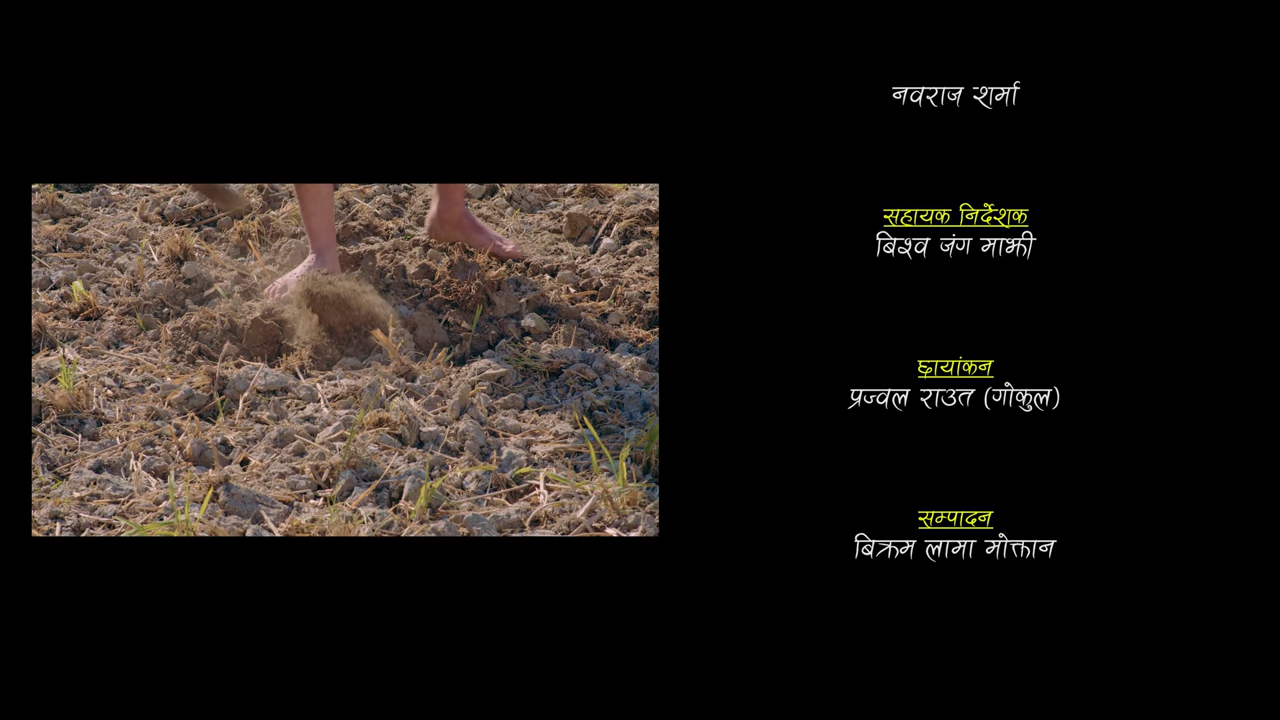 नवराज शर्मा
सहायक निर्देशक
बिश्व जंग माझी
छायांकन
प्रज्वल राउत (गोकुल)
सम्पादन
बिक्रम लामा मोक्तान